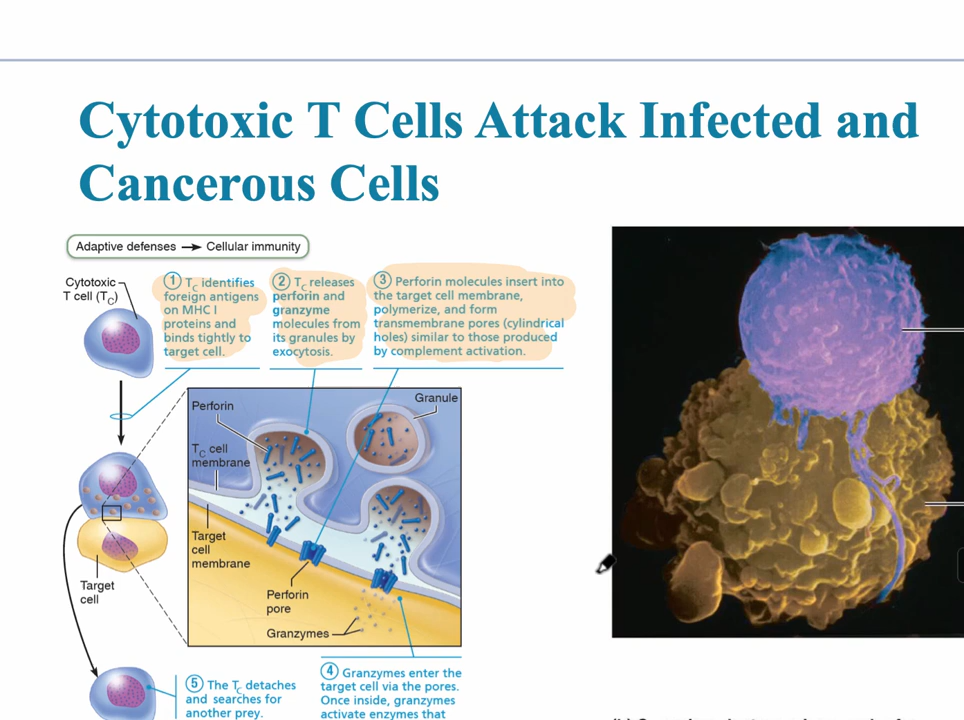 Cytotoxic T Cells Attack Infected and
Cancerous Cells
Adaptive defenses → Cellular immunity
Cytotoxic
T cell (TC)
1 TC identifies
foreign antigens
on MHC I
proteins and
binds tightly to
target cell.
2 TC releases
perforin and
granzyme
molecules from
its granules by
exocytosis.
3 Perforin molecules insert into
the target cell membrane,
polymerize, and form
transmembrane pores (cylindrical
holes) similar to those produced
by complement activation.
Perforin
Granule
TC cell
membrane
Target
cell
membrane
Perforin
pore
Granzymes
Target
cell
5 The TC detaches
and searches for
another prey.
4 Granzymes enter the
target cell via the pores.
Once inside, granzymes
activate enzymes that